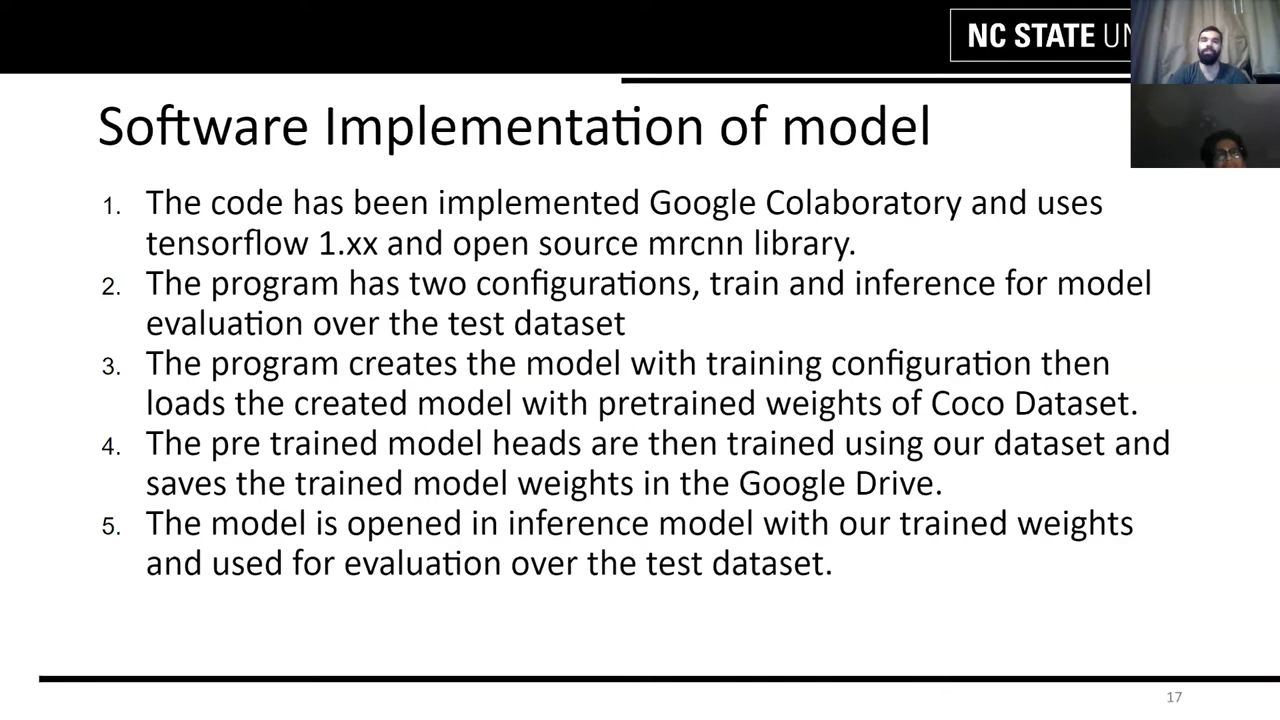 NC STATE
Software Implementation of model
1. The code has been implemented Google Colaboratory and uses
tensorflow 1.xx and open source mrcnn library.
2. The program has two configurations, train and inference for model
evaluation over the test dataset
3. The program creates the model with training configuration then
loads the created model with pretrained weights of Coco Dataset.
4. The pre trained model heads are then trained using our dataset and
saves the trained model weights in the Google Drive.
5. The model is opened in inference model with our trained weights
and used for evaluation over the test dataset.
17